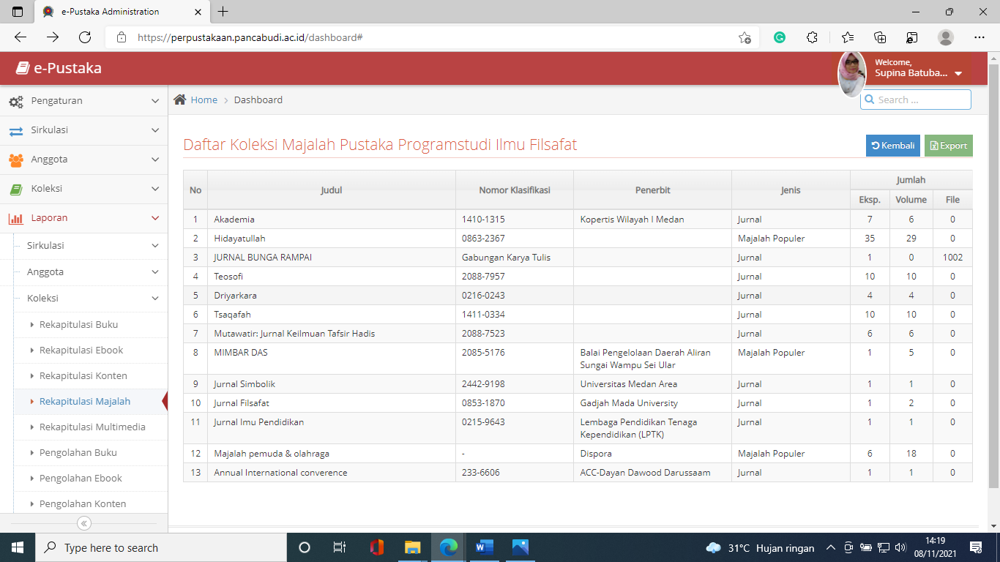 e-Pustaka Administration
https://perpustakaan.pancabudi.ac.id/dashboard#
e-Pustaka
Welcome,
Supina Batuba...
Pengaturan
Sirkulasi
Anggota
Koleksi
Laporan
Sirkulasi
Anggota
Koleksi
Rekapitulasi Buku
Rekapitulasi Ebook
Rekapitulasi Konten
Rekapitulasi Majalah
Rekapitulasi Multimedia
Pengolahan Buku
Pengolahan Ebook
Pengolahan Konten
Home > Dashboard
Search ...
Daftar Koleksi Majalah Pustaka Programstudi Ilmu Filsafat
Kembali Export
No Judul Nomor Klasifikasi Penerbit Jenis Jumlah
Eksp. Volume File
1 Akademia 1410-1315 Kopertis Wilayah I Medan Jurnal 7 6 0
2 Hidayatullah 0863-2367 Majalah Populer 35 29 0
3 JURNAL BUNGA RAMPAI Gabungan Karya Tulis Jurnal 1 0 1002
4 Teosofi 2088-7957 Jurnal 10 10 0
5 Driyarkara 0216-0243 Jurnal 4 4 0
6 Tsaqafah 1411-0334 Jurnal 10 10 0
7 Mutawatir: Jurnal Keilmuan Tafsir Hadis 2088-7523 Jurnal 6 6 0
8 MIMBAR DAS 2085-5176 Balai Pengelolaan Daerah Aliran Majalah Populer 1 5 0
Sungai Wampu Sei Ular
9 Jurnal Simbolik 2442-9198 Universitas Medan Area Jurnal 1 1 0
10 Jurnal Filsafat 0853-1870 Gadjah Mada University Jurnal 1 2 0
11 Jurnal Imu Pendidikan 0215-9643 Lembaga Pendidikan Tenaga Jurnal 1 1 0
Kependidikan (LPTK)
12 Majalah pemuda & olahraga - Dispora Majalah Populer 6 18 0
13 Annual International converence 233-6606 ACC-Dayan Dawood Darussaam Jurnal 1 1 0
Type here to search
31°C Hujan ringan
14:19
08/11/2021